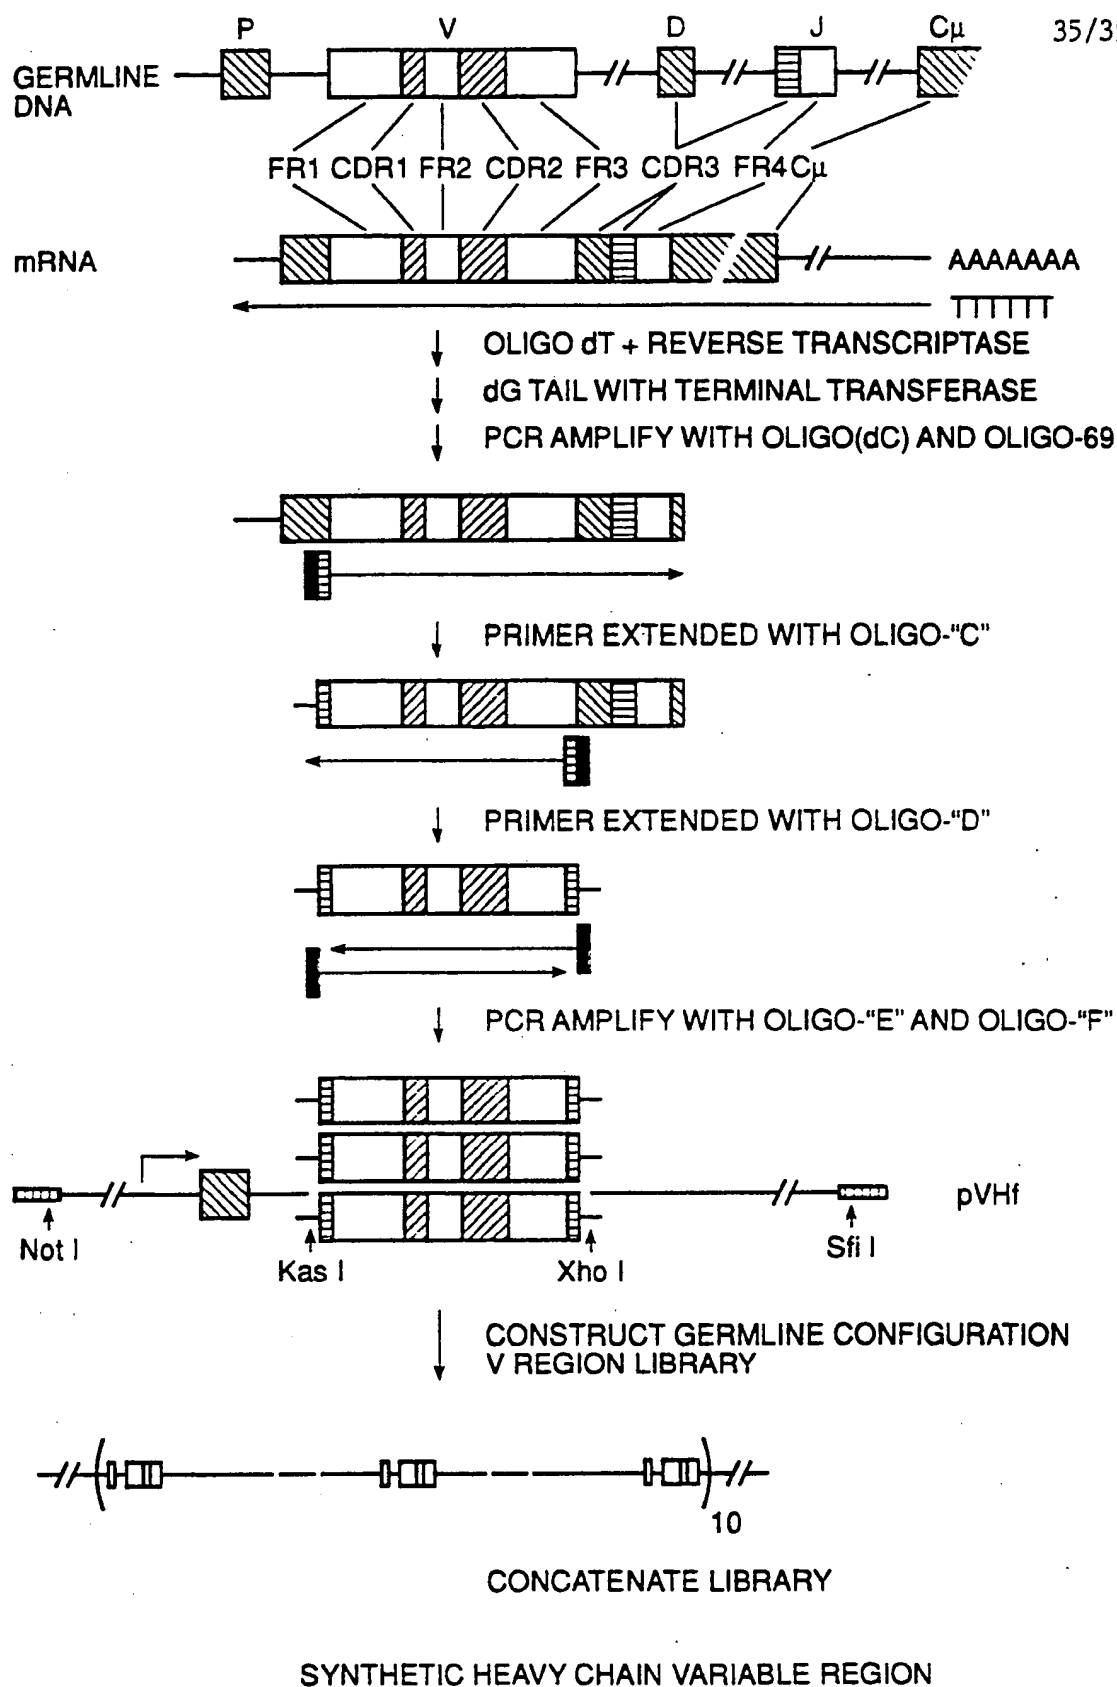 P V D J Cμ 35/3
GERMLINE
DNA
FR1 CDR1 FR2 CDR2 FR3 CDR3 FR4 Cμ
mRNA AAAAAAA
TTTTTT
OLIGO dT + REVERSE TRANSCRIPTASE
dG TAIL WITH TERMINAL TRANSFERASE
PCR AMPLIFY WITH OLIGO(dC) AND OLIGO-69
PRIMER EXTENDED WITH OLIGO-"C"
PRIMER EXTENDED WITH OLIGO-"D"
PCR AMPLIFY WITH OLIGO-"E" AND OLIGO-"F"
pVHf
Not I Kas I Xho I Sfi I
CONSTRUCT GERMLINE CONFIGURATION
V REGION LIBRARY
10
CONCATENATE LIBRARY
SYNTHETIC HEAVY CHAIN VARIABLE REGION